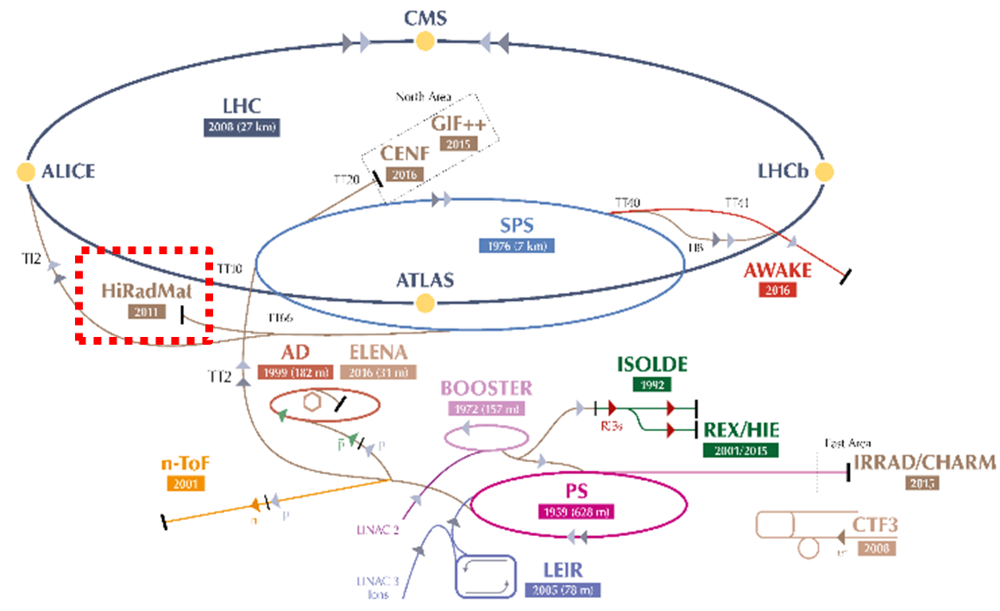 CMS
North Area
LHC
2008 (27 km)
GIF++
2015
CENF
2016
ALICE
LHCb
TT20
TT40
TT41
SPS
1976 (7 km)
TI2
TI8
TT10
AWAKE
2016
ATLAS
HiRadMat
2011
TT66
AD
1999 (182 m)
ELENA
2016 (31 m)
TT2
ISOLDE
1992
BOOSTER
1972 (157 m)
RIBs
REX/HIE
2001/2015
p
p
East Area
n-ToF
2001
IRRAD/CHARM
2015
PS
1959 (628 m)
n
p
LINAC 2
CTF3
2008
e-
LEIR
2005 (78 m)
LINAC 3
Ions